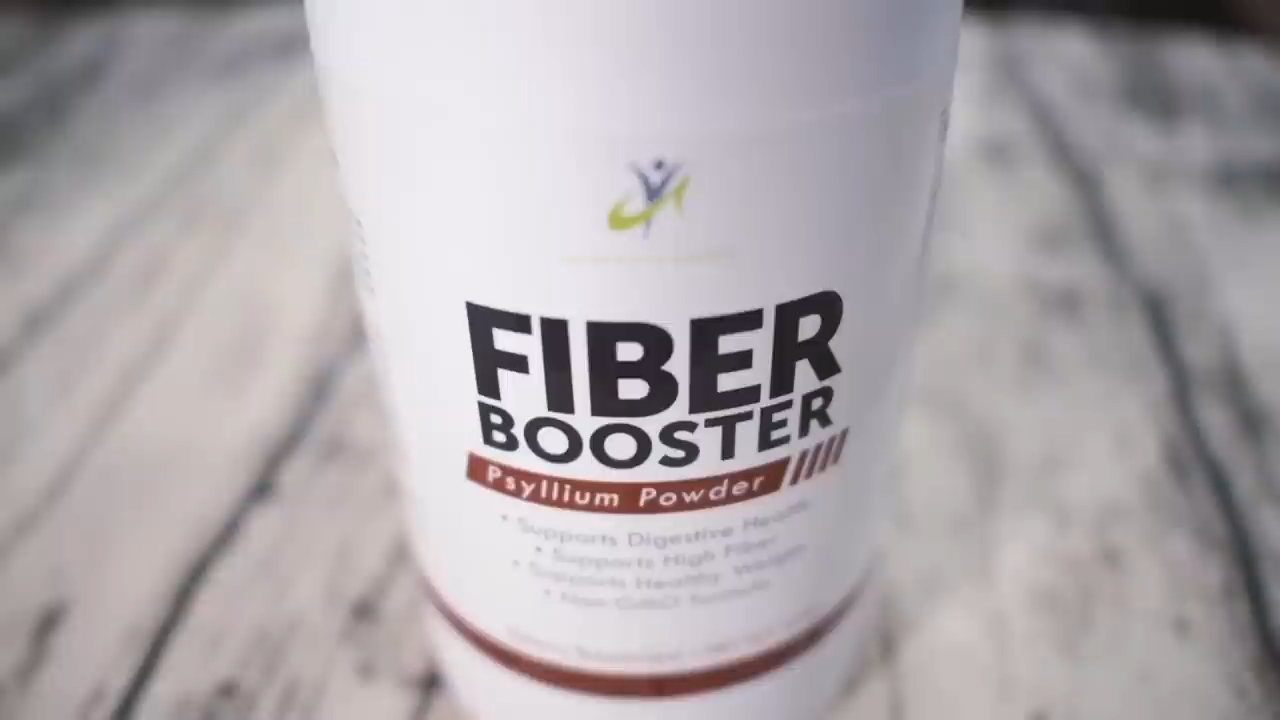 FIBER
BOOSTER
Psyllium Powder
• Supports Digestive Health
• Supports High Fiber
• Supports Healthy Weight
• Non-GMO Formula